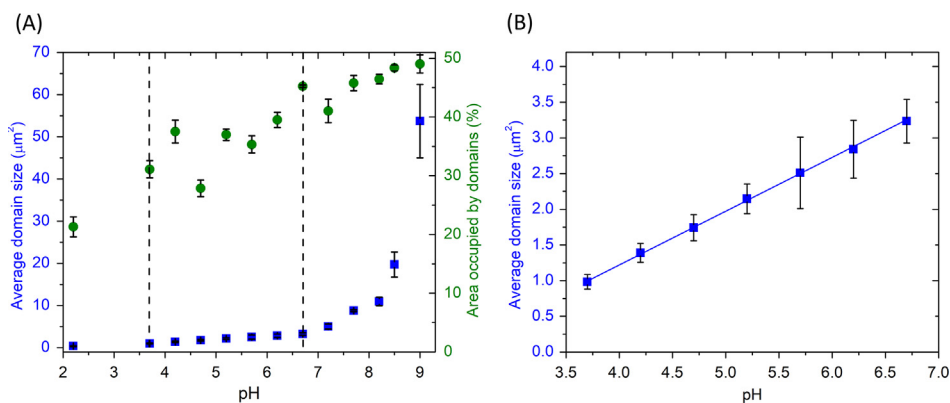 (A)
70
60
50
40
30
20
10
0
Average domain size (μm²)
50
40
30
20
10
0
Area occupied by domains (%)
2 3 4 5 6 7 8 9
pH
(B)
4.0
3.5
3.0
2.5
2.0
1.5
1.0
0.5
0.0
Average domain size (μm²)
3.5 4.0 4.5 5.0 5.5 6.0 6.5 7.0
pH